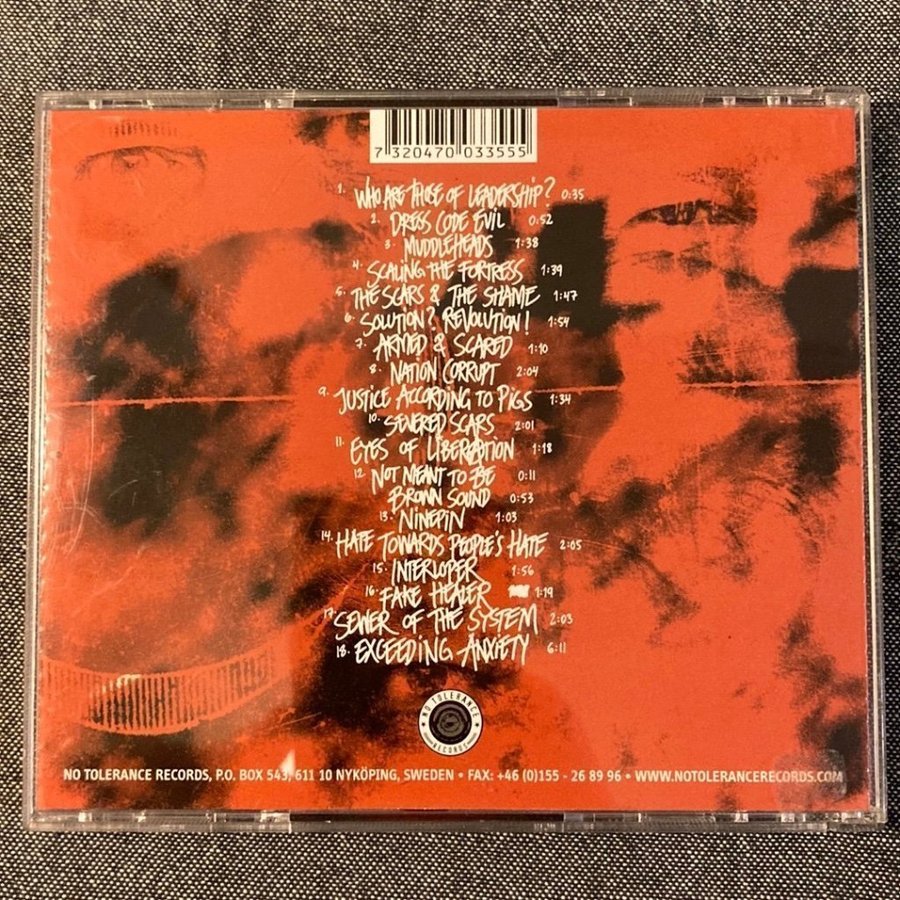 7 320470 033555
1. WHO ARE THOSE OF LEADERSHIP? 0:35
2. DRESS CODE EVIL 0:52
3. MUDDLEHEADS 1:38
4. SCALING THE FORTRESS 1:39
5. THE SCARS & THE SHAME 1:47
6. SOLUTION? REVOLUTION! 1:54
7. ARMED & SCARED 1:10
8. NATION CORRUPT 2:04
9. JUSTICE ACCORDING TO PIGS 1:34
10. SEVERED SCARS 2:01
11. EYES OF LIBERATION 1:18
12. NOT MEANT TO BE 0:11
BROWN SOUND 0:53
13. NINEPIN 1:03
14. HATE TOWARDS PEOPLE'S HATE 2:05
15. INTERLOPER 1:56
16. FAKE HEALER 1:19
17. SEWER OF THE SYSTEM 2:03
18. EXCEEDING ANXIETY 6:11
NO TOLERANCE
RECORDS
NO TOLERANCE RECORDS, P.O. BOX 543, 611 10 NYKÖPING, SWEDEN • FAX: +46 (0)155 - 26 89 96 • WWW.NOTOLERANCERECORDS.COM